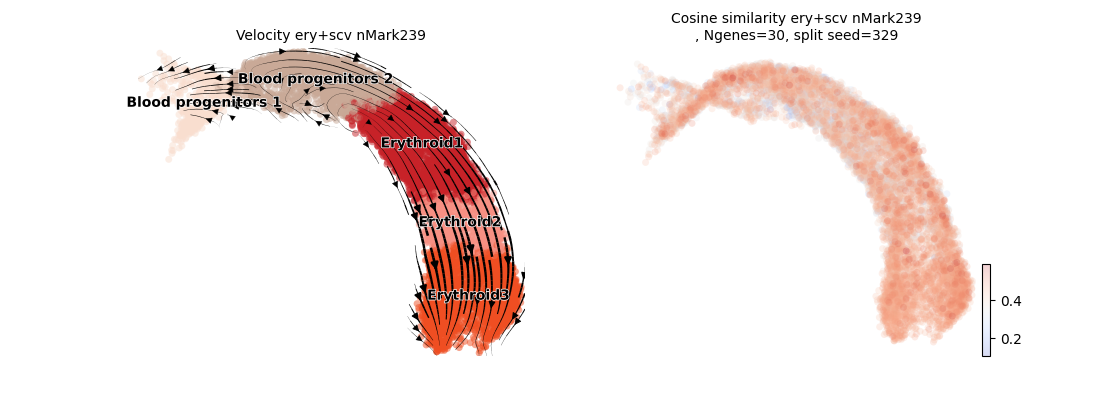 Velocity ery+scv nMark239
Blood progenitors 2
Blood progenitors 1
Erythroid1
Erythroid2
Erythroid3
Cosine similarity ery+scv nMark239
, Ngenes=30, split seed=329
0.4
0.2